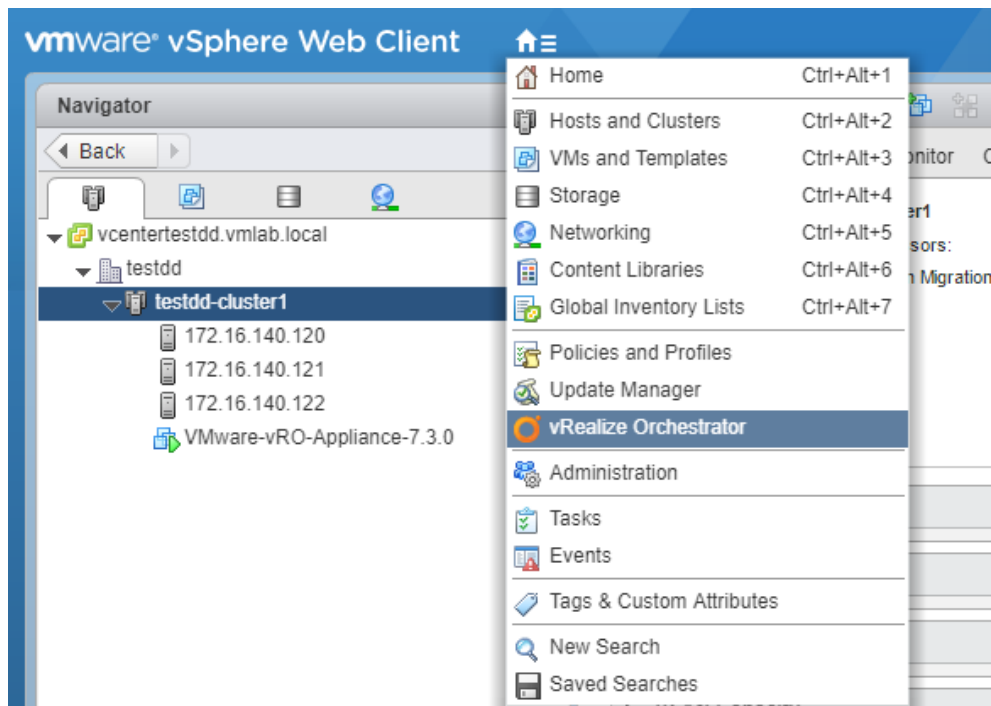 vmware® vSphere Web Client
Navigator
Back
vcentertestdd.vmlab.local
testdd
testdd-cluster1
172.16.140.120
172.16.140.121
172.16.140.122
VMware-vRO-Appliance-7.3.0
Home Ctrl+Alt+1
Hosts and Clusters Ctrl+Alt+2
VMs and Templates Ctrl+Alt+3
Storage Ctrl+Alt+4
Networking Ctrl+Alt+5
Content Libraries Ctrl+Alt+6
Global Inventory Lists Ctrl+Alt+7
Policies and Profiles
Update Manager
vRealize Orchestrator
Administration
Tasks
Events
Tags & Custom Attributes
New Search
Saved Searches
onitor
er1
sors:
n Migration